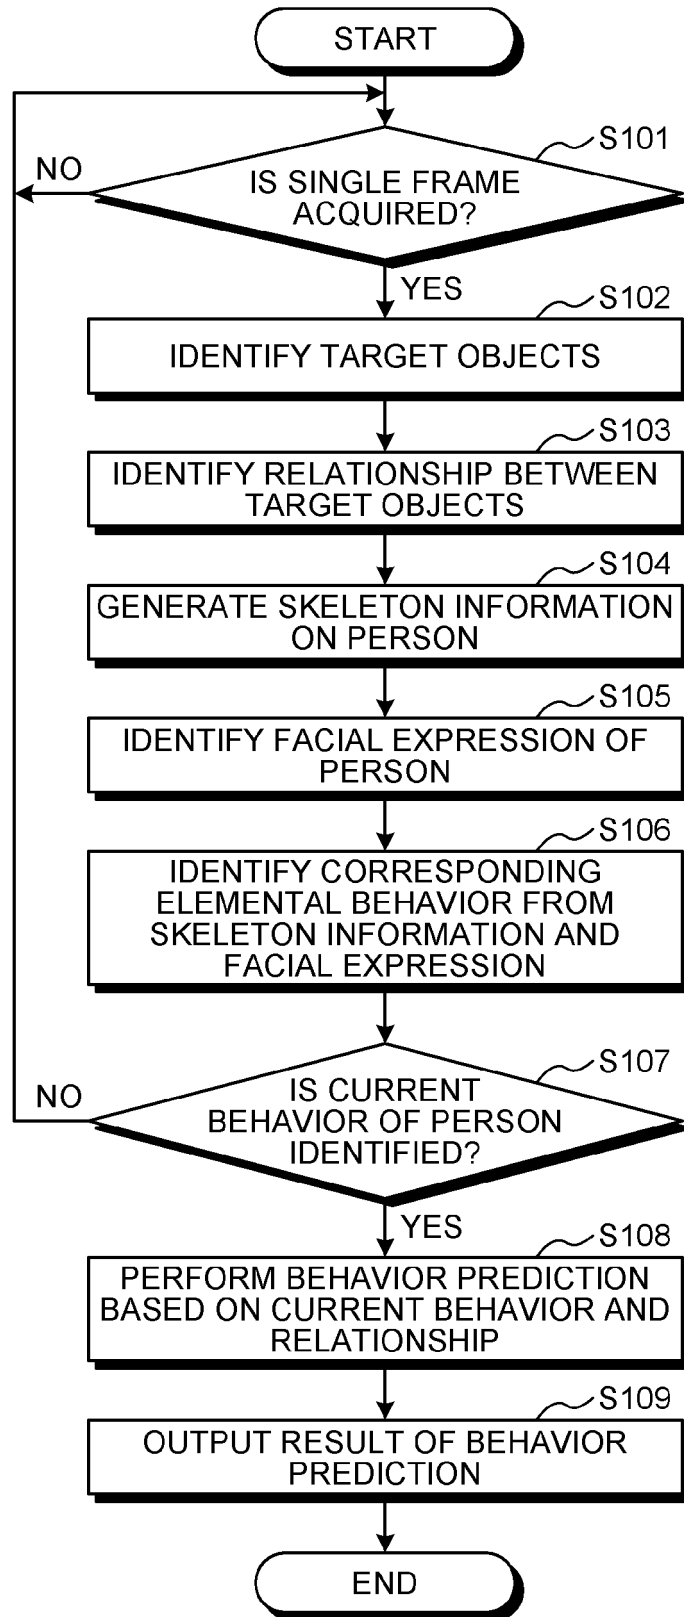 START
S101
NO
IS SINGLE FRAME
ACQUIRED?
YES
S102
IDENTIFY TARGET OBJECTS
S103
IDENTIFY RELATIONSHIP BETWEEN
TARGET OBJECTS
S104
GENERATE SKELETON INFORMATION
ON PERSON
S105
IDENTIFY FACIAL EXPRESSION OF
PERSON
S106
IDENTIFY CORRESPONDING
ELEMENTAL BEHAVIOR FROM
SKELETON INFORMATION AND
FACIAL EXPRESSION
S107
NO
IS CURRENT
BEHAVIOR OF PERSON
IDENTIFIED?
YES
S108
PERFORM BEHAVIOR PREDICTION
BASED ON CURRENT BEHAVIOR AND
RELATIONSHIP
S109
OUTPUT RESULT OF BEHAVIOR
PREDICTION
END